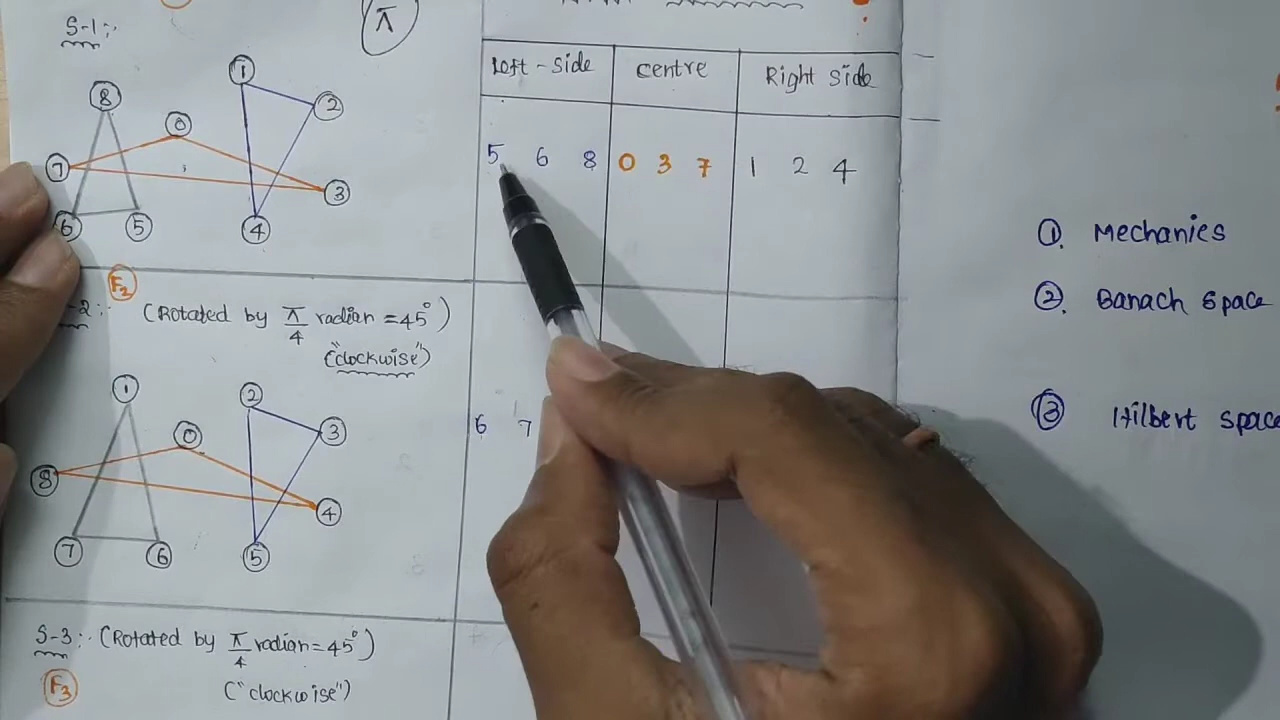 S-1:-
π
1
8
2
0
7
3
6
5
4
Left-Side Centre Right Side
5 6 8 0 3 7 1 2 4
① Mechanics
② Banach Space
③ Hilbert Space
F2
-2:- (Rotated by π/4 radian = 45°)
("clockwise")
1
2
0
3
8
4
7
6
5
6 7
S-3:- (Rotated by π/4 radian = 45°)
F3
("clockwise")